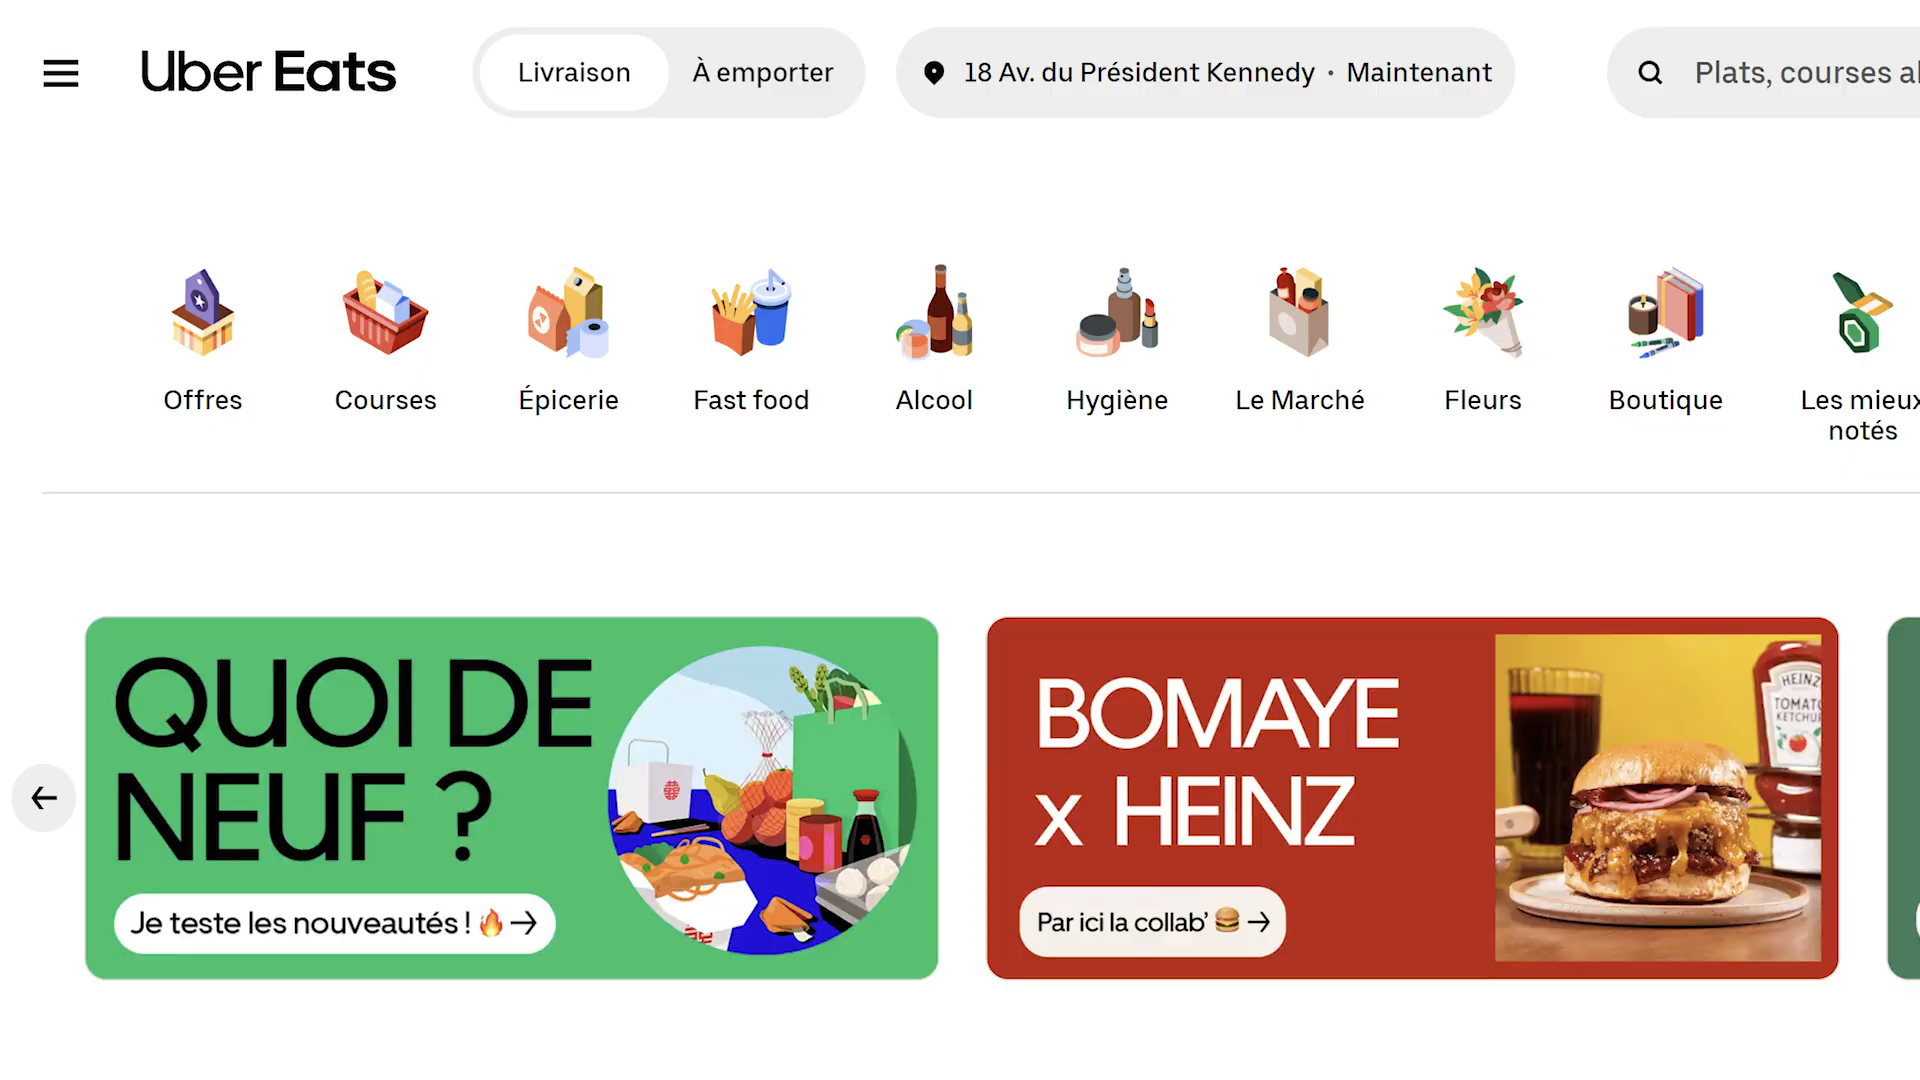 Uber Eats
Livraison
À emporter
18 Av. du Président Kennedy • Maintenant
Plats, courses al
Offres
Courses
Épicerie
Fast food
Alcool
Hygiène
Le Marché
Fleurs
Boutique
Les mieux
notés
QUOI DE
NEUF ?
Je teste les nouveautés !
BOMAYE
x HEINZ
Par ici la collab’
HEINZ
TOMATO
KETCHUP